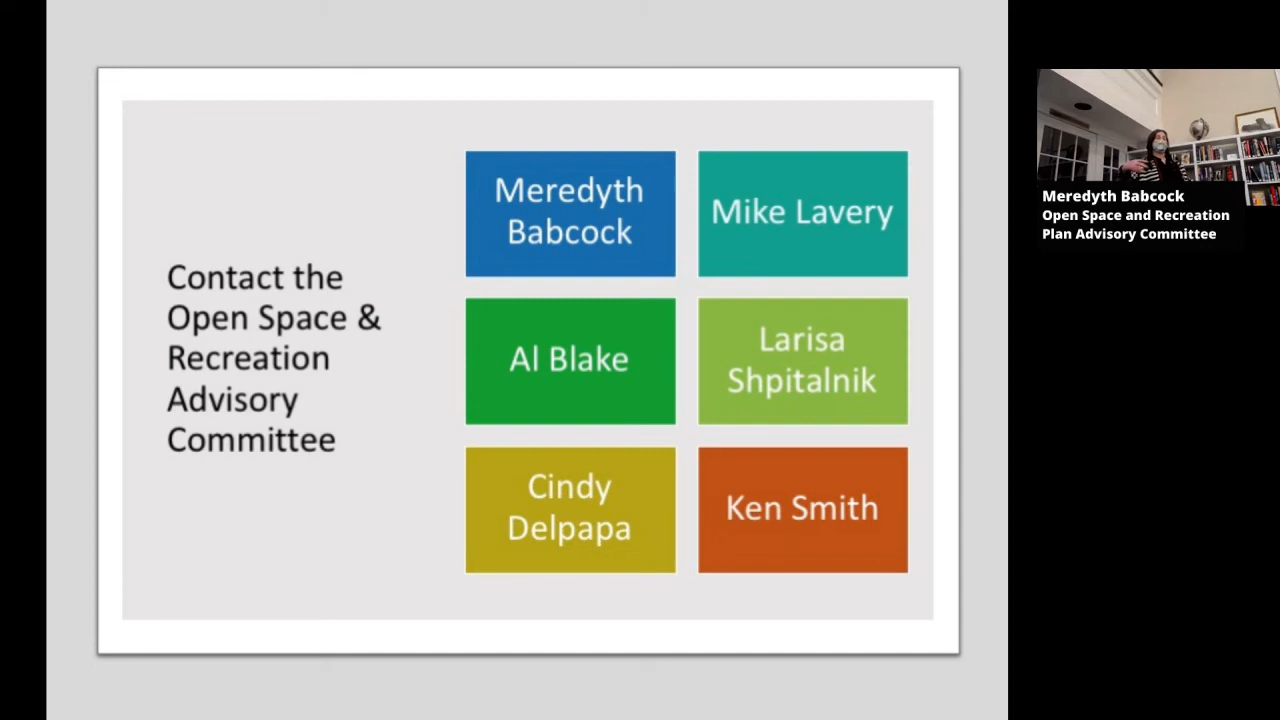 Contact the
Open Space &
Recreation
Advisory
Committee
Meredyth
Babcock
Mike Lavery
Al Blake
Larisa
Shpitalnik
Cindy
Delpapa
Ken Smith
Meredyth Babcock
Open Space and Recreation
Plan Advisory Committee